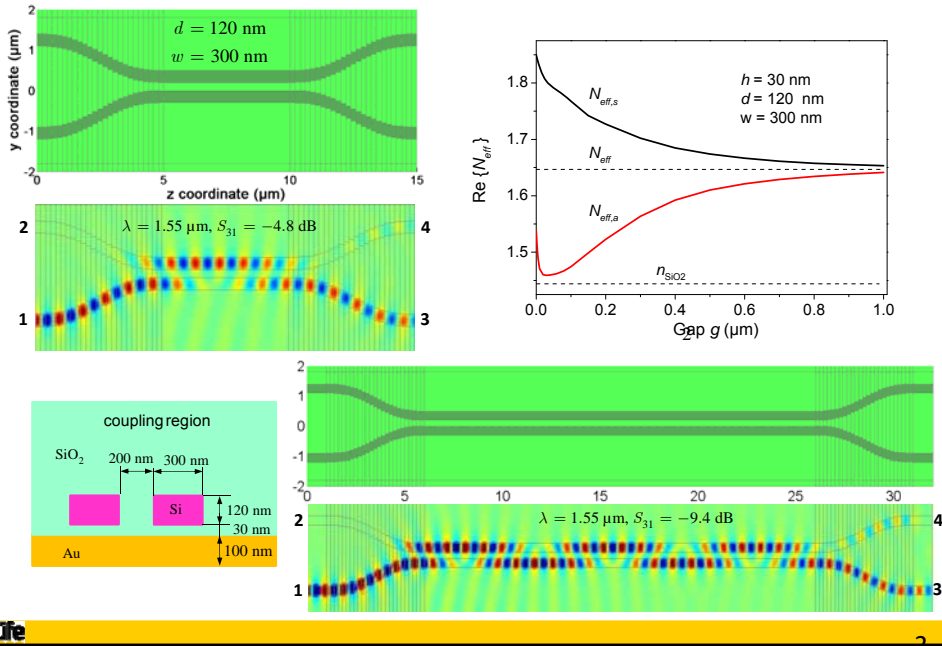 2
1
0
-1
-2
y coordinate (µm)
d = 120 nm
w = 300 nm
0
5
10
15
z coordinate (µm)
2
4
λ = 1.55 µm, S31 = −4.8 dB
1
3
1.8
1.7
1.6
1.5
Re {Neff}
h = 30 nm
d = 120 nm
w = 300 nm
Neff,s
Neff
Neff,a
nSiO2
0.0
0.2
0.4
0.6
0.8
1.0
Gap g (µm)
2
coupling region
SiO2
200 nm
300 nm
Si
120 nm
30 nm
Au
100 nm
2
1
0
-1
-2
0
5
10
15
20
25
30
2
4
λ = 1.55 µm, S31 = −9.4 dB
1
3